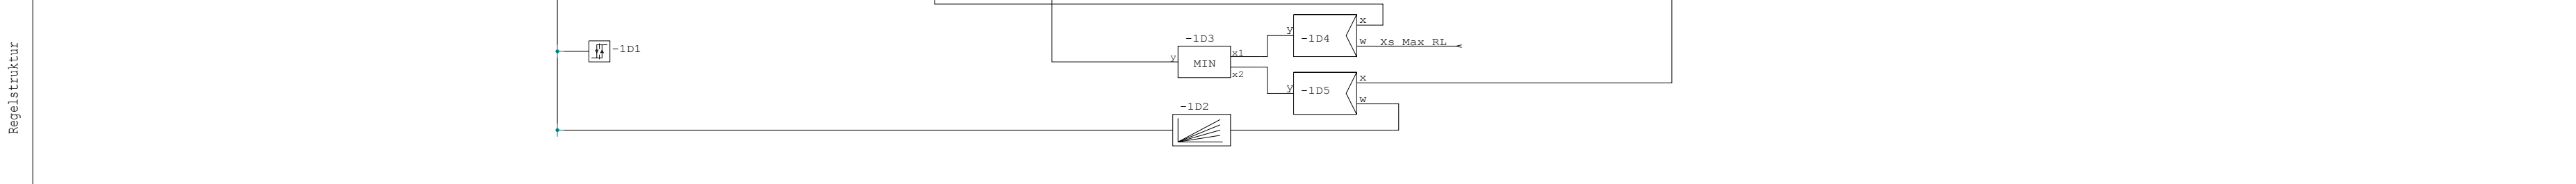 Regelstruktur
-1D1
-1D3
y
MIN
x1
x2
y
-1D4
x
w
Xs Max RL
y
-1D5
x
w
-1D2